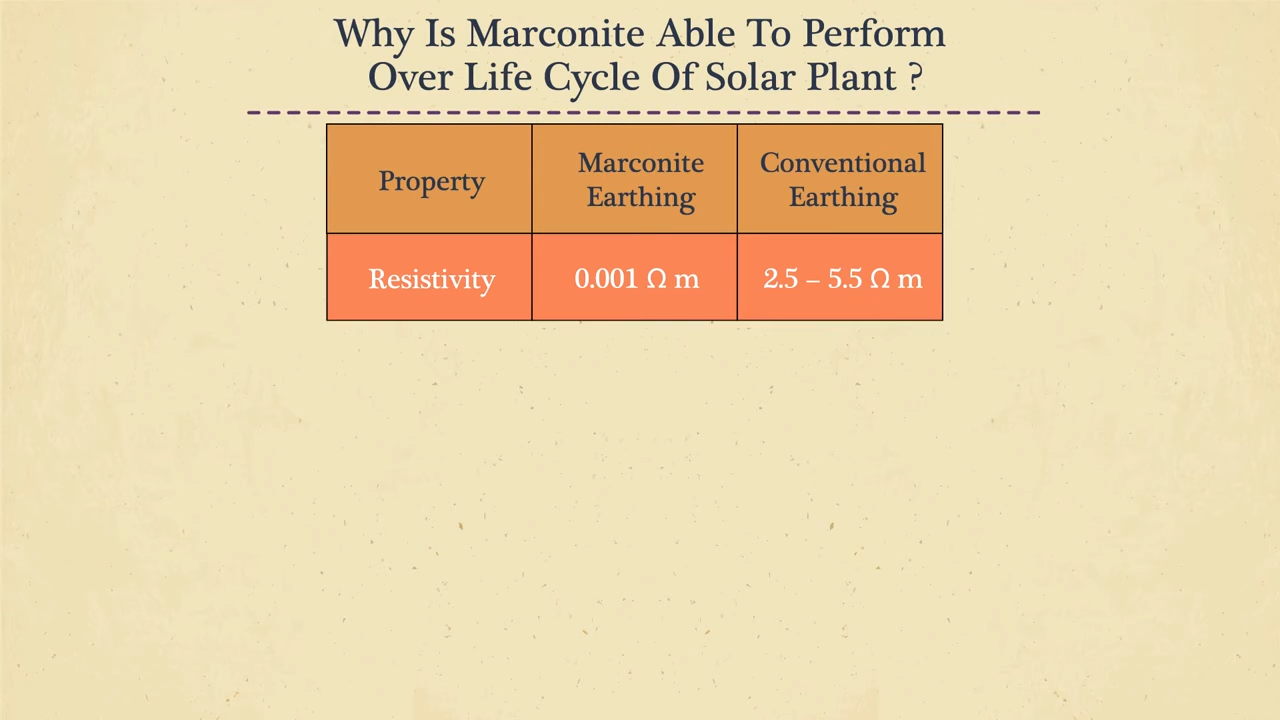 Why Is Marconite Able To Perform
Over Life Cycle Of Solar Plant ?
Property
Marconite
Earthing
Conventional
Earthing
Resistivity
0.001 Ω m
2.5 – 5.5 Ω m